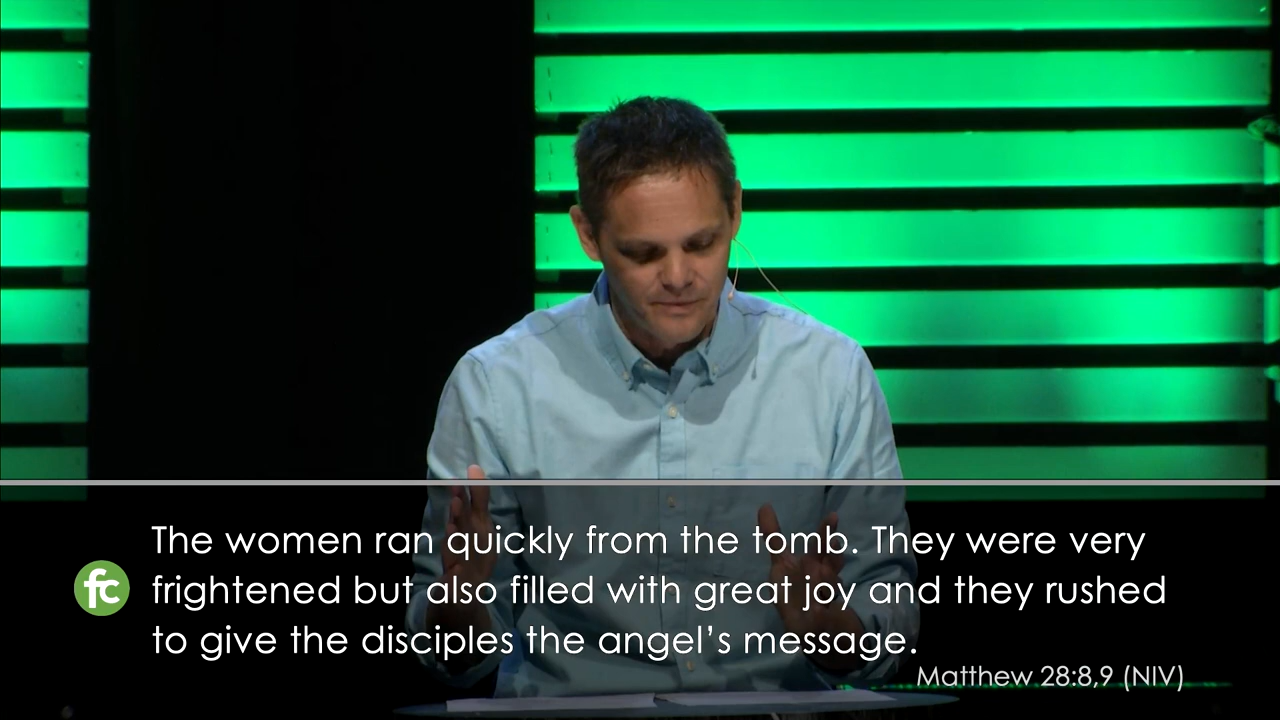 The women ran quickly from the tomb. They were very
fc
frightened but also filled with great joy and they rushed
to give the disciples the angel’s message.
Matthew 28:8,9 (NIV)